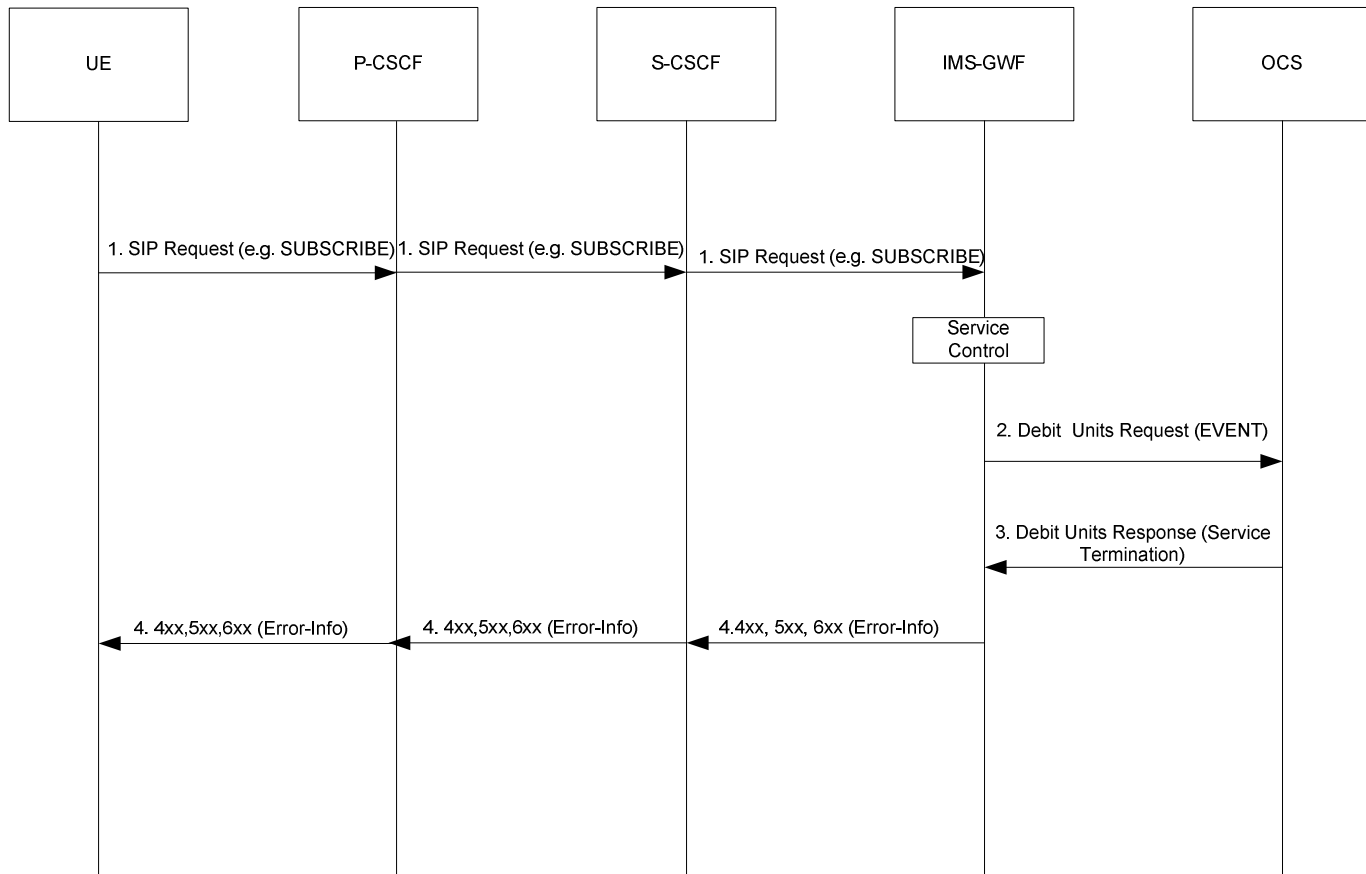 UE
P-CSCF
S-CSCF
IMS-GWF
OCS
1. SIP Request (e.g. SUBSCRIBE)
1. SIP Request (e.g. SUBSCRIBE)
1. SIP Request (e.g. SUBSCRIBE)
Service
Control
2. Debit Units Request (EVENT)
3. Debit Units Response (Service
Termination)
4. 4xx,5xx,6xx (Error-Info)
4. 4xx,5xx,6xx (Error-Info)
4.4xx, 5xx, 6xx (Error-Info)